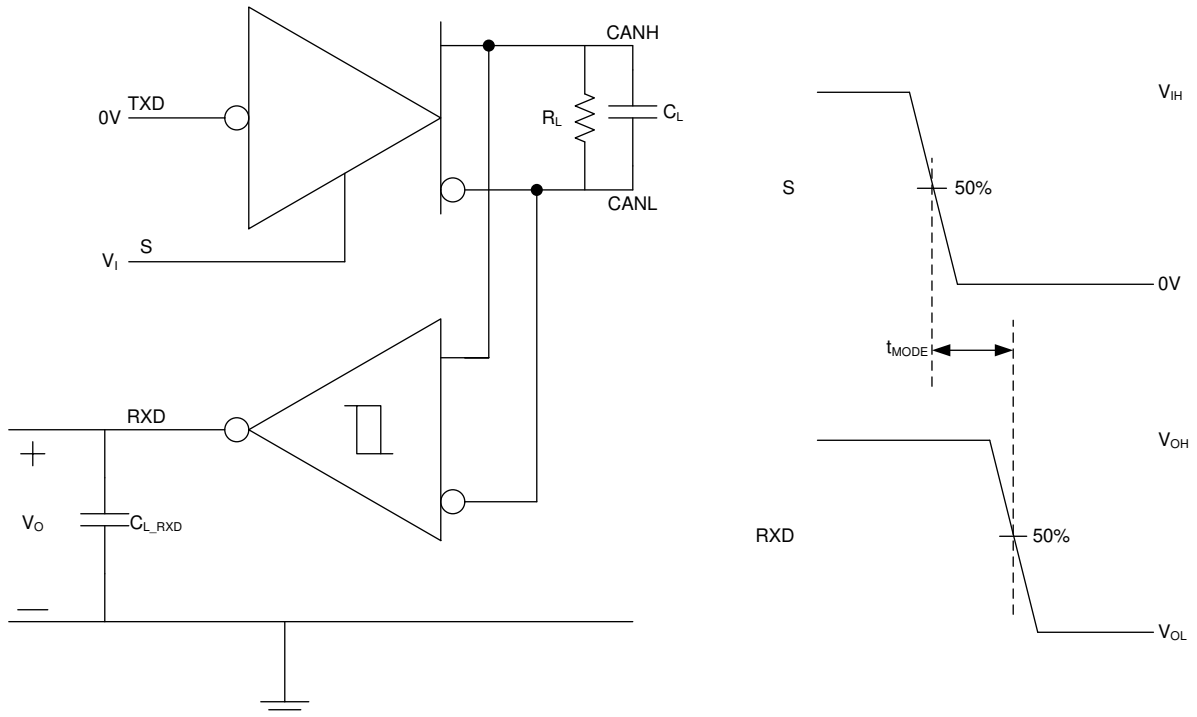 CANH
TXD
0V
R_L
C_L
CANL
S
V_I
RXD
+
V_O
C_L_RXD
—
V_IH
S
50%
0V
t_MODE
V_OH
RXD
50%
V_OL